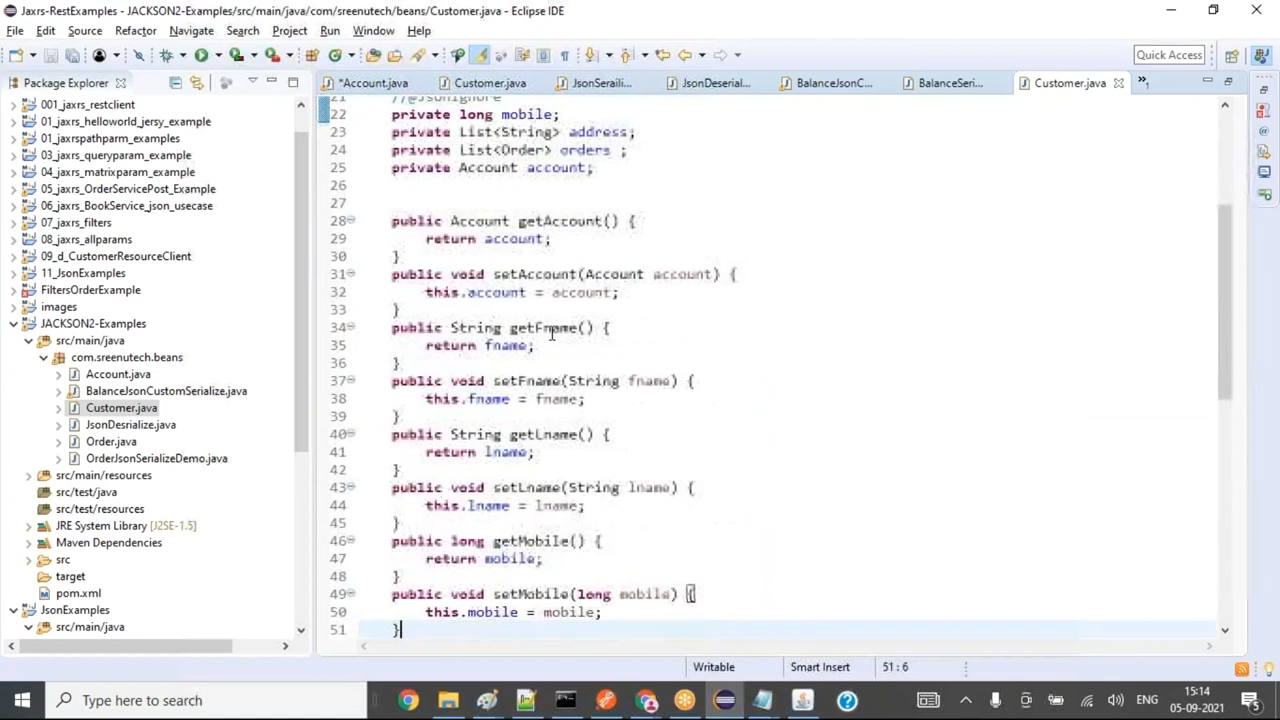 Jaxrs-RestExamples - JACKSON2-Examples/src/main/java/com/sreenutech/beans/Customer.java - Eclipse IDE
File Edit Source Refactor Navigate Search Project Run Window Help
Quick Access
Package Explorer
*Account.java Customer.java JsonSeraili... JsonDeserial... BalanceJsonC... BalanceSeri... Customer.java
001_jaxrs_restclient
01_jaxrs_helloworld_jersy_example
01_jaxrspathparm_examples
03_jaxrs_queryparam_example
04_jaxrs_matrixparam_example
05_jaxrs_OrderServicePost_Example
06_jaxrs_BookService_json_usecase
07_jaxrs_filters
08_jaxrs_allparams
09_d_CustomerResourceClient
11_JsonExamples
FiltersOrderExample
images
JACKSON2-Examples
src/main/java
com.sreenutech.beans
Account.java
BalanceJsonCustomSerialize.java
Customer.java
JsonDesrialize.java
Order.java
OrderJsonSerializeDemo.java
src/main/resources
src/test/java
src/test/resources
JRE System Library [J2SE-1.5]
Maven Dependencies
src
target
pom.xml
JsonExamples
src/main/java
21 //@JsonIgnore
22 private long mobile;
23 private List<String> address;
24 private List<Order> orders ;
25 private Account account;
26
27
28 public Account getAccount() {
29 return account;
30 }
31 public void setAccount(Account account) {
32 this.account = account;
33 }
34 public String getFname() {
35 return fname;
36 }
37 public void setFname(String fname) {
38 this.fname = fname;
39 }
40 public String getLname() {
41 return lname;
42 }
43 public void setLname(String lname) {
44 this.lname = lname;
45 }
46 public long getMobile() {
47 return mobile;
48 }
49 public void setMobile(long mobile) {
50 this.mobile = mobile;
51 }
Writable Smart Insert 51 : 6
Type here to search
ENG
15:14
05-09-2021
5